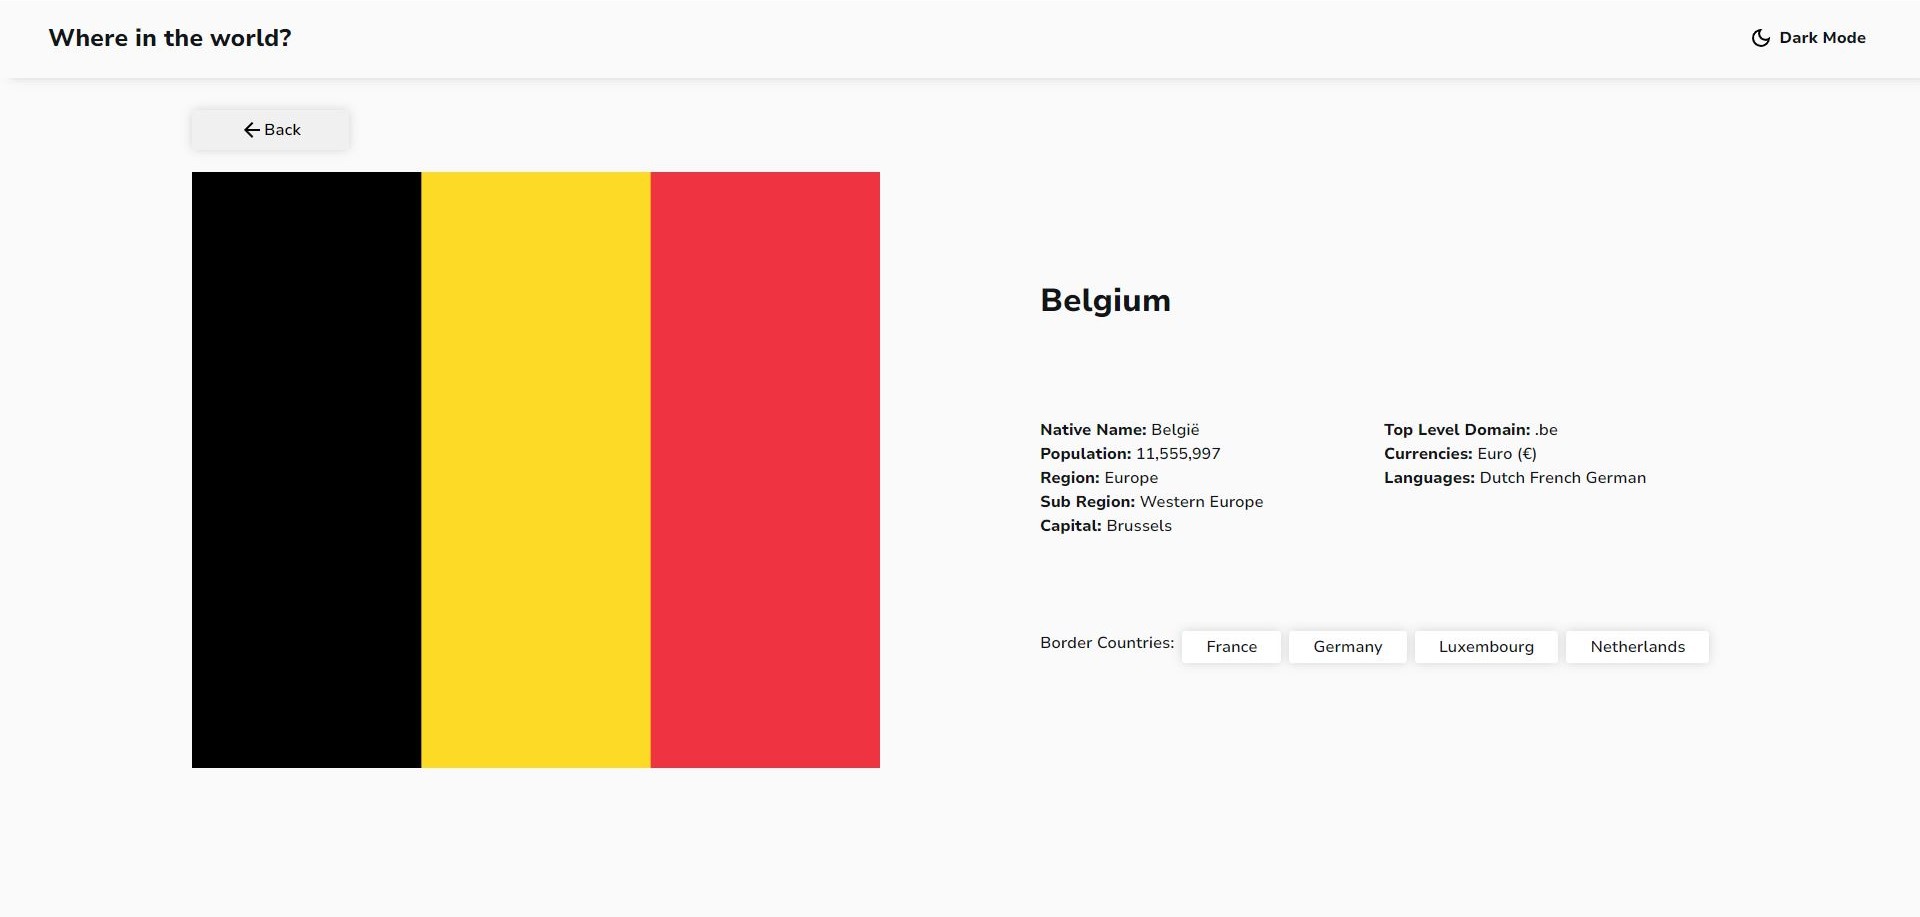 Where in the world?
Dark Mode
Back
Belgium
Native Name: België
Population: 11,555,997
Region: Europe
Sub Region: Western Europe
Capital: Brussels
Top Level Domain: .be
Currencies: Euro (€)
Languages: Dutch French German
Border Countries: France Germany Luxembourg Netherlands